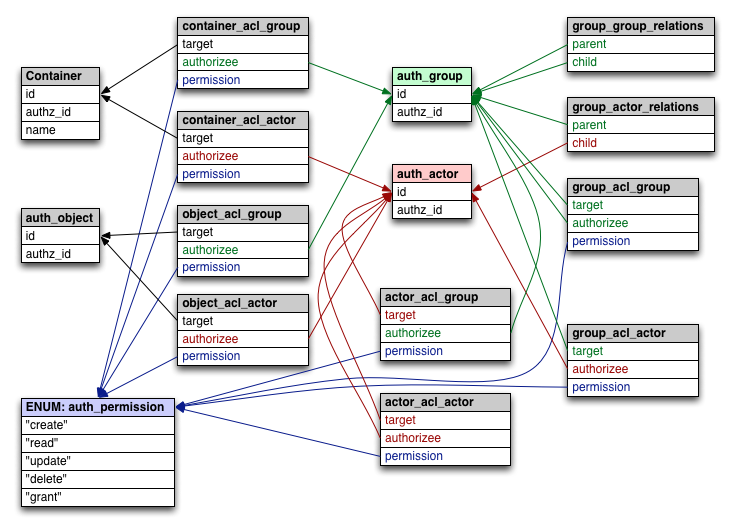 Container
id
authz_id
name
auth_object
id
authz_id
container_acl_group
target
authorizee
permission
container_acl_actor
target
authorizee
permission
object_acl_group
target
authorizee
permission
object_acl_actor
target
authorizee
permission
ENUM: auth_permission
"create"
"read"
"update"
"delete"
"grant"
auth_group
id
authz_id
auth_actor
id
authz_id
actor_acl_group
target
authorizee
permission
actor_acl_actor
target
authorizee
permission
group_group_relations
parent
child
group_actor_relations
parent
child
group_acl_group
target
authorizee
permission
group_acl_actor
target
authorizee
permission